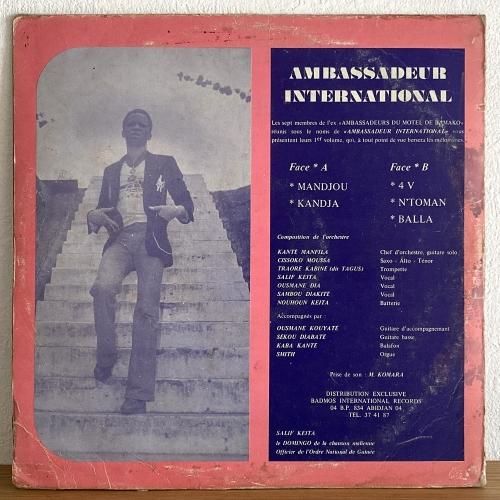 AMBASSADEUR
INTERNATIONAL
Les sept membres de l'ex «AMBASSADEURS DU MOTEL DE BAMAKO»
réunis sous le noms de «AMBASSADEUR INTERNATIONAL» vous
présentent leurs 1er volume, qui, à tout point de vue bercera les mélomanes.
Face * A
* MANDJOU
* KANDJA
Face * B
* 4 V
* N'TOMAN
* BALLA
Composition de l'orchestre
KANTE MANFILA Chef d'orchestre, guitare solo
CISSOKO MOUSSA Saxo - Alto - Ténor
TRAORE KABINE (dit TAGUS) Trompette
SALIF KEITA Vocal
OUSMANE DIA Vocal
SAMBOU DIAKITE Vocal
NOUHOUN KEITA Batterie
Accompagnés par :
OUSMANE KOUYATE Guitare d'accompagnement
SEKOU DIABATE Guitare basse
KABA KANTE Balafon
SMITH Orgue
Prise de son : M. KOMARA
DISTRIBUTION EXCLUSIVE
BADMOS INTERNATIONAL RECORDS
04 B.P. 834 ABIDJAN 04
TEL. 37 41 87
SALIF KEITA
le DOMINGO de la chanson malienne
Officier de l'Ordre National de Guinée